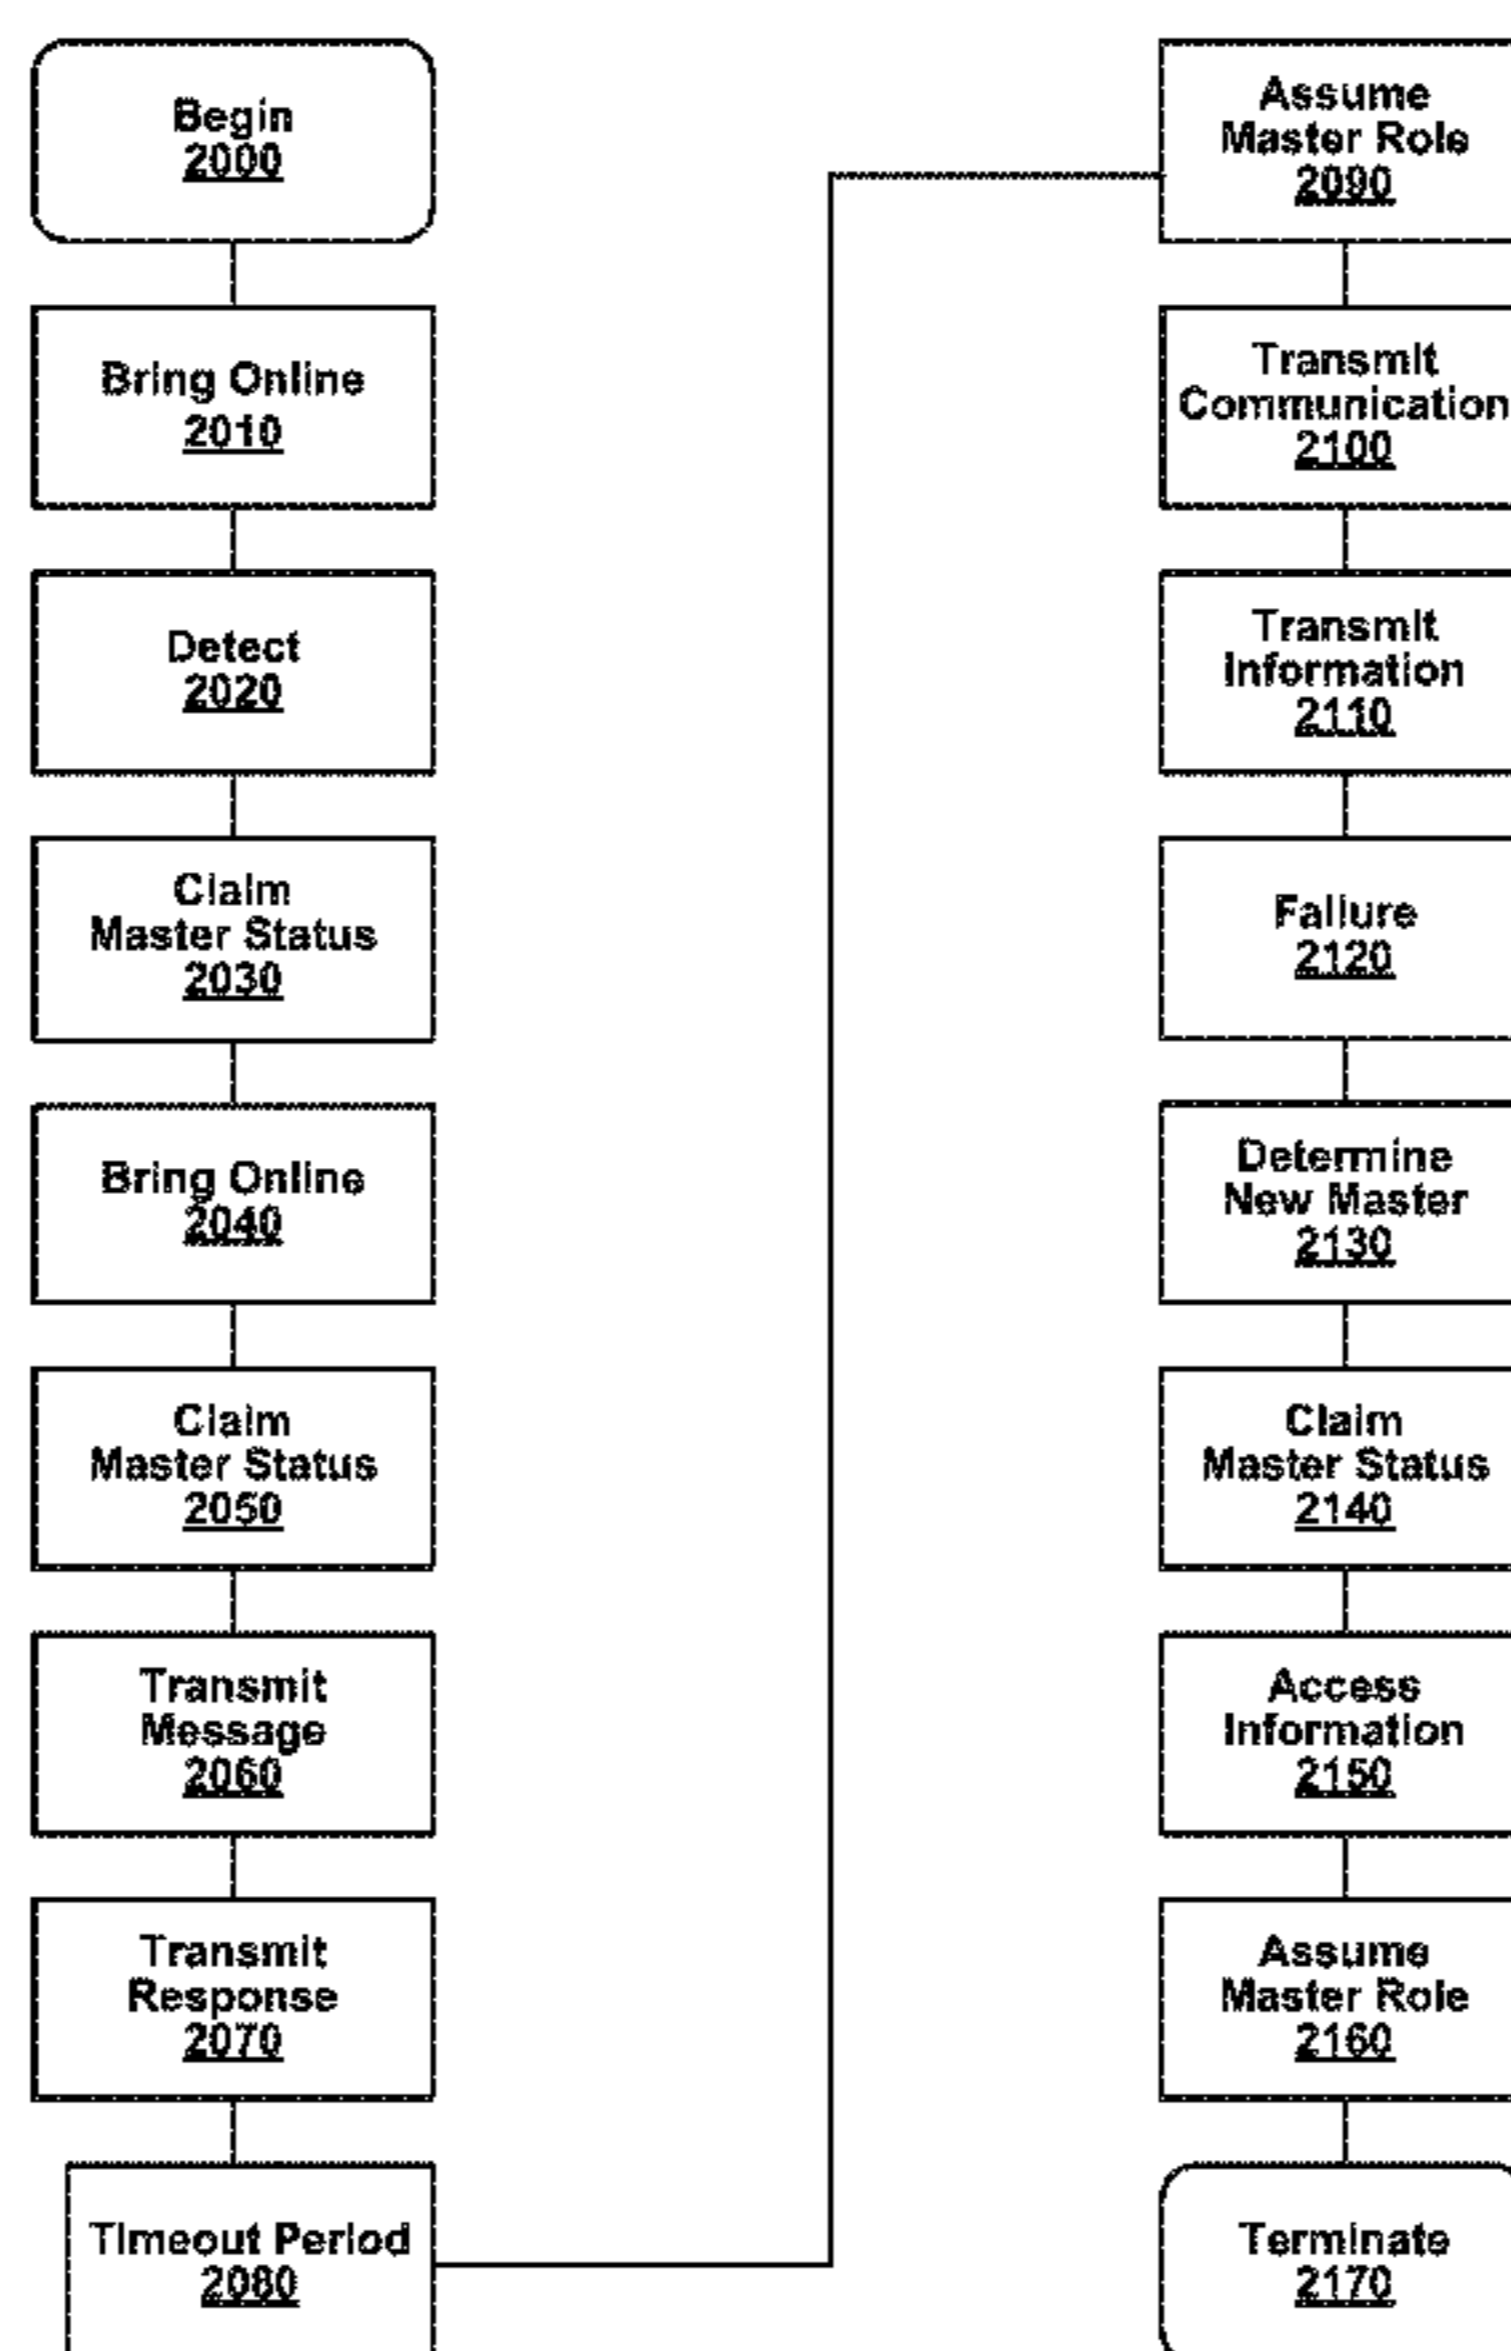 Begin
2000
Bring Online
2010
Detect
2020
Claim
Master Status
2030
Bring Online
2040
Claim
Master Status
2050
Transmit
Message
2060
Transmit
Response
2070
Timeout Period
2080
Assume
Master Role
2090
Transmit
Communication
2100
Transmit
Information
2110
Failure
2120
Determine
New Master
2130
Claim
Master Status
2140
Access
Information
2150
Assume
Master Role
2160
Terminate
2170